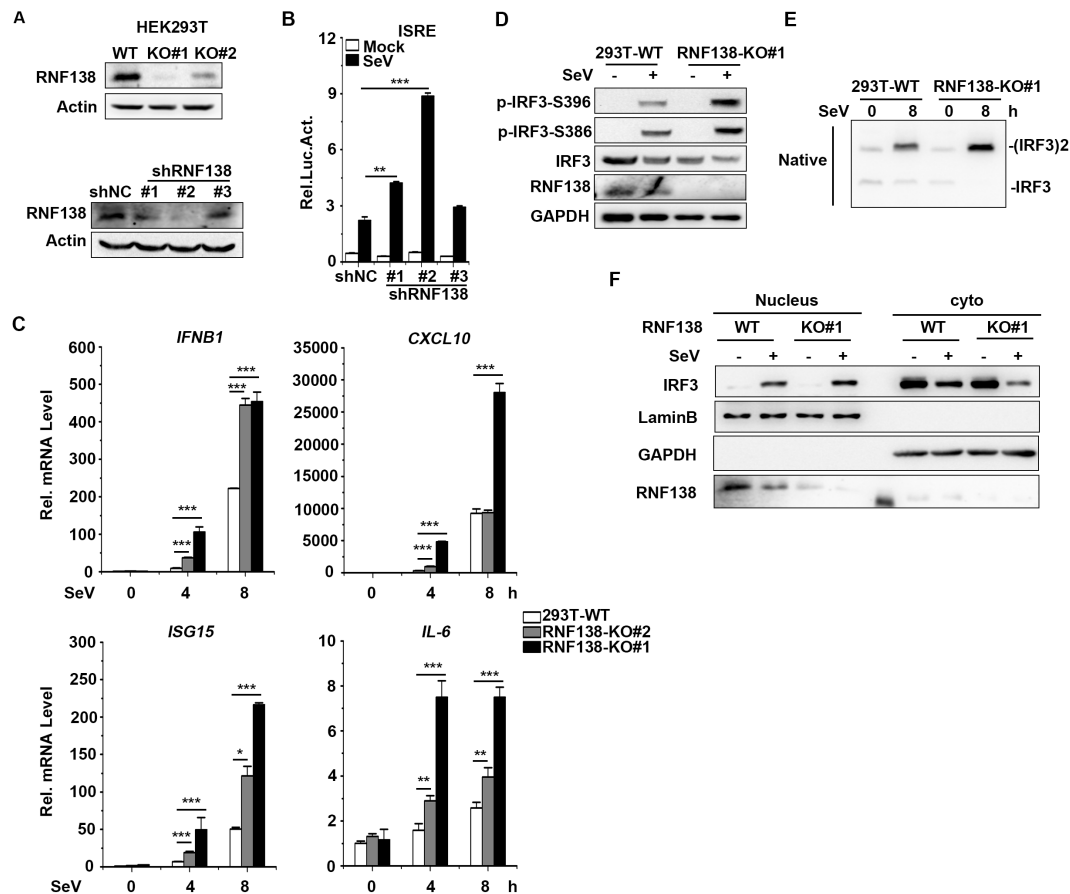 A
HEK293T
WT KO#1 KO#2
RNF138
Actin
shRNF138
shNC #1 #2 #3
RNF138
Actin
B
ISRE
Mock
SeV
Rel.Luc.Act.
12
9
6
3
0
***
**
shNC #1 #2 #3
shRNF138
C
IFNB1
Rel. mRNA Level
600
500
400
300
200
100
0
***
***
***
***
SeV 0 4 8
CXCL10
35000
30000
25000
20000
15000
10000
5000
0
***
***
***
0 4 8 h
293T-WT
RNF138-KO#2
RNF138-KO#1
ISG15
Rel. mRNA Level
300
250
200
150
100
50
0
***
***
***
*
SeV 0 4 8
IL-6
10
8
6
4
2
0
***
**
***
**
0 4 8 h
D
293T-WT RNF138-KO#1
SeV - + - +
p-IRF3-S396
p-IRF3-S386
IRF3
RNF138
GAPDH
E
293T-WT RNF138-KO#1
SeV 0 8 0 8 h
Native
-(IRF3)2
-IRF3
F
Nucleus cyto
RNF138 WT KO#1 WT KO#1
SeV - + - + - + - +
IRF3
LaminB
GAPDH
RNF138